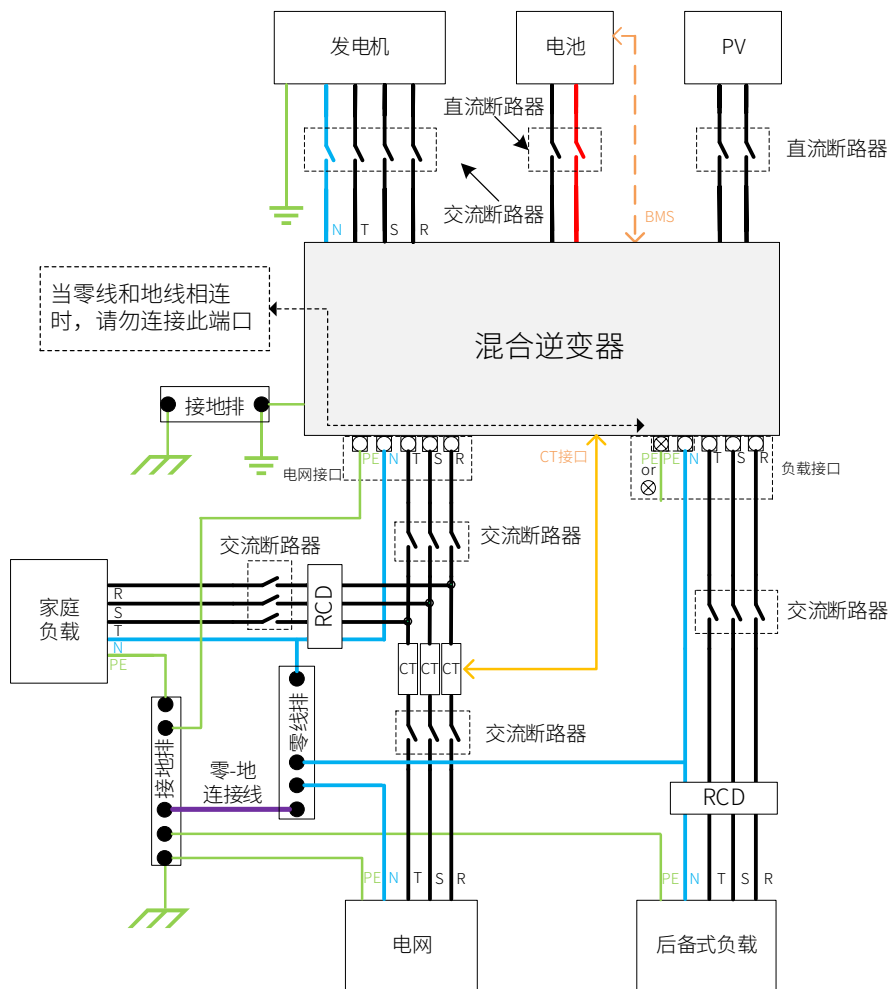 发电机
电池
PV
直流断路器
直流断路器
交流断路器
BMS
N T S R
当零线和地线相连
时，请勿连接此端口
混合逆变器
接地排
电网接口
PE N T S R
CT接口
PE PE N T S R
or
负载接口
交流断路器
交流断路器
家庭
负载
R
S
T
N
PE
RCD
交流断路器
CT CT CT
零线排
接地排
交流断路器
零-地
连接线
RCD
PE N T S R
PE N T S R
电网
后备式负载